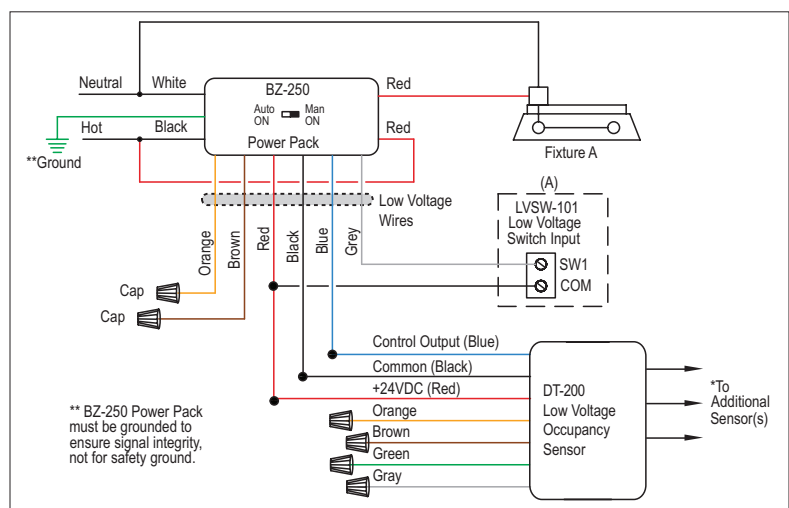 Neutral White
BZ-250
Auto ON Man ON
Power Pack
Red
Hot Black
Red
**Ground
Fixture A
Low Voltage
Wires
Orange
Brown
Red
Black
Blue
Grey
(A)
LVSW-101
Low Voltage
Switch Input
SW1
COM
Cap
Cap
Control Output (Blue)
Common (Black)
+24VDC (Red)
Orange
Brown
Green
Gray
DT-200
Low Voltage
Occupancy
Sensor
*To
Additional
Sensor(s)
** BZ-250 Power Pack
must be grounded to
ensure signal integrity,
not for safety ground.